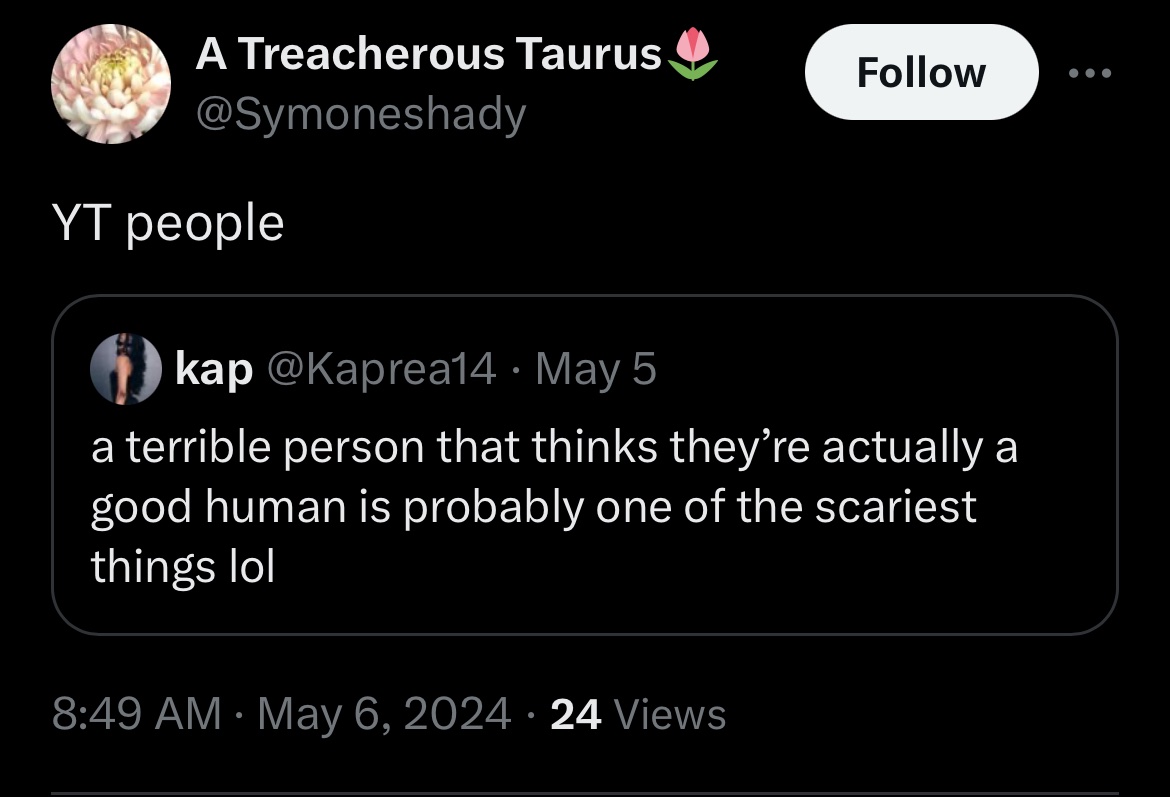 A Treacherous Taurus🌷
Follow
@Symoneshady
YT people
kap @Kaprea14 · May 5
a terrible person that thinks they’re actually a
good human is probably one of the scariest
things lol
8:49 AM · May 6, 2024 · 24 Views